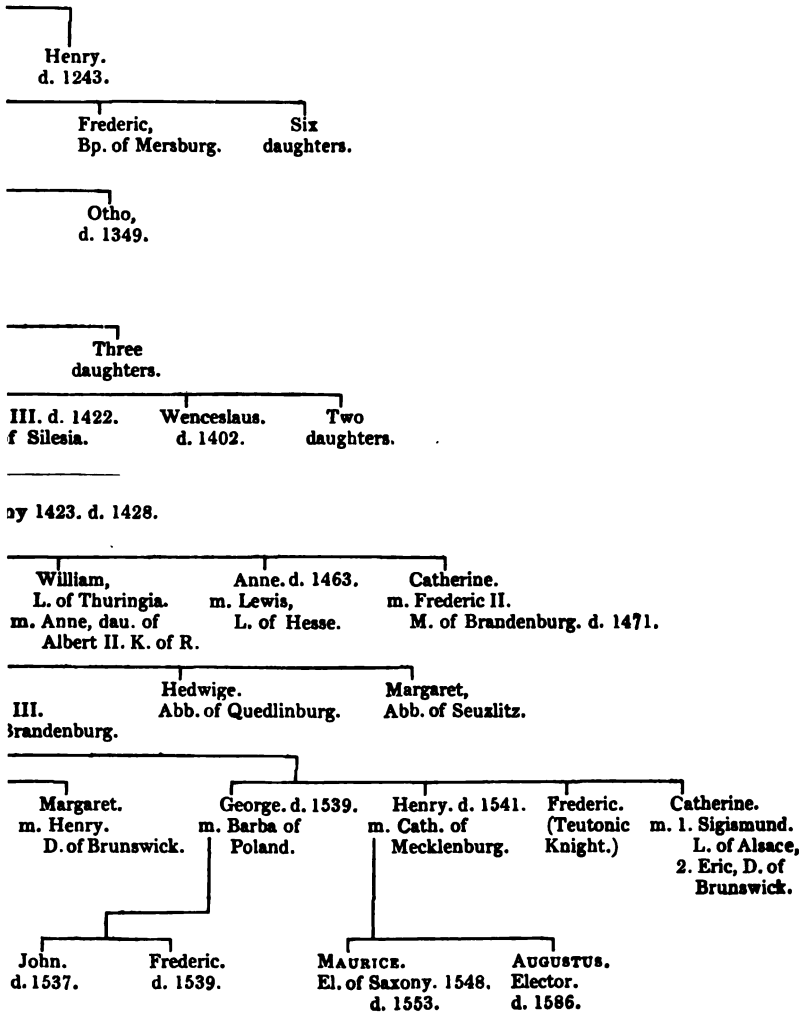 Henry.
d. 1243.
Frederic,
Bp. of Mersburg.
Six
daughters.
Otho,
d. 1349.
Three
daughters.
III. d. 1422.
f Silesia.
Wenceslaus.
d. 1402.
Two
daughters.
ny 1423. d. 1428.
William,
L. of Thuringia.
m. Anne, dau. of
Albert II. K. of R.
Anne. d. 1463.
m. Lewis,
L. of Hesse.
Catherine.
m. Frederic II.
M. of Brandenburg. d. 1471.
III.
Brandenburg.
Hedwige.
Abb. of Quedlinburg.
Margaret,
Abb. of Seuzlitz.
Margaret.
m. Henry.
D. of Brunswick.
George. d. 1539.
m. Barba of
Poland.
Henry. d. 1541.
m. Cath. of
Mecklenburg.
Frederic.
(Teutonic
Knight.)
Catherine.
m. 1. Sigismund.
L. of Alsace,
2. Eric, D. of
Brunswick.
John.
d. 1537.
Frederic.
d. 1539.
MAURICE.
El. of Saxony. 1548.
d. 1553.
AUGUSTUS.
Elector.
d. 1586.